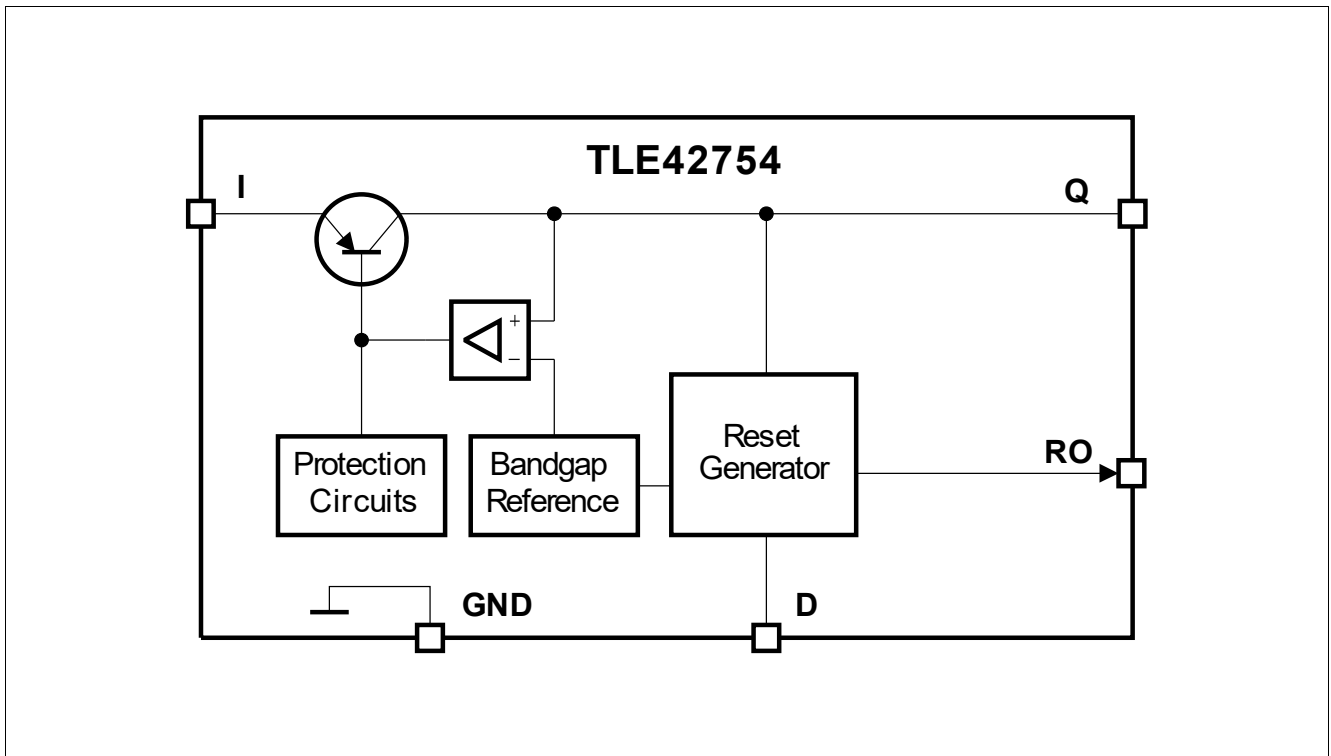 TLE42754
I
Q
+
–
Reset
Generator
Protection
Circuits
Bandgap
Reference
RO
GND
D